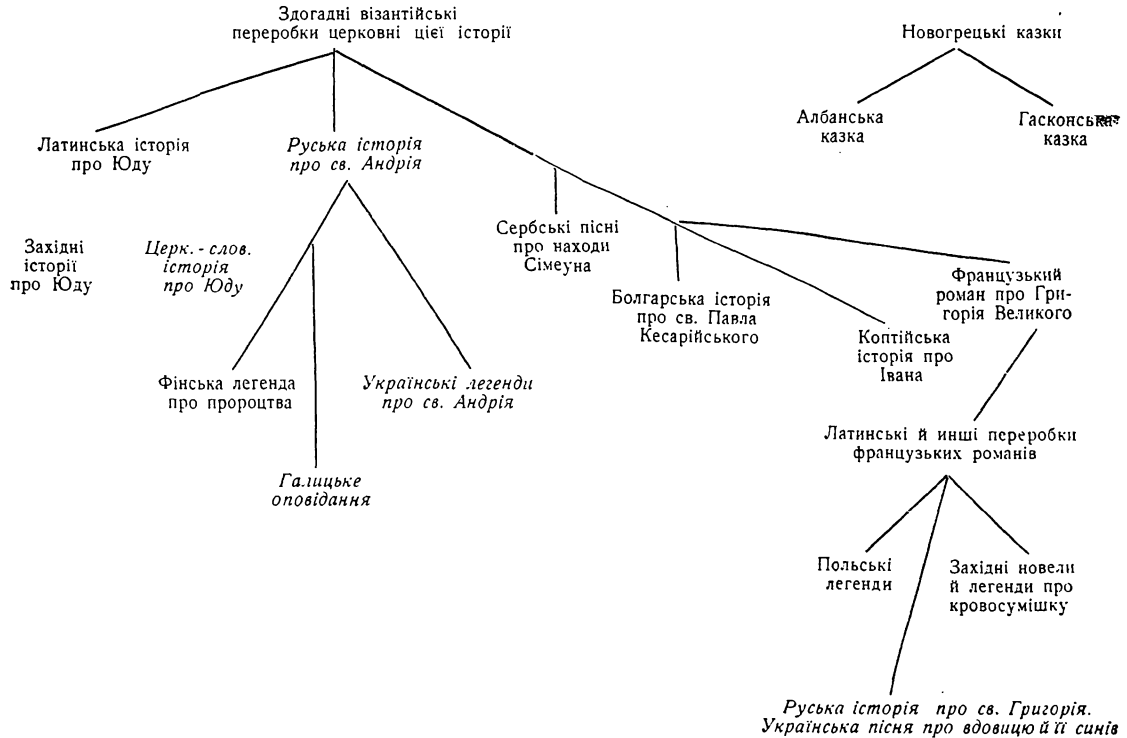 Здогадні візантійські
переробки церковні цієї історії
Новогрецькі казки
Албанська
казка
Гасконська
казка
Латинська історія
про Юду
Руська історія
про св. Андрія
Сербські пісні
про находи
Сімеуна
Західні
історії
про Юду
Церк.-слов.
історія
про Юду
Болгарська історія
про св. Павла
Кесарійського
Французький
роман про Гри-
горія Великого
Коптійська
історія про
Івана
Фінська легенда
про пророцтва
Українські легенди
про св. Андрія
Латинські й инші переробки
французьких романів
Галицьке
оповідання
Польські
легенди
Західні новели
й легенди про
кровосумішку
Руська історія про св. Григорія.
Українська пісня про вдовицю й її синів